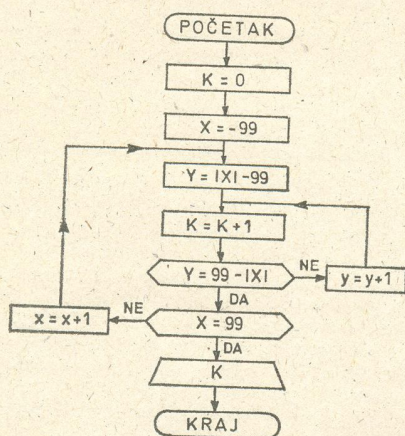 POČETAK
K = 0
X = -99
Y = |X| - 99
K = K + 1
Y = 99 - |X|
NE
y = y+1
DA
X = 99
NE
x = x+1
DA
K
KRAJ